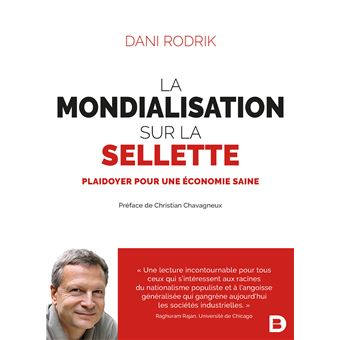 DANI RODRIK
LA
MONDIALISATION
SUR LA
SELLETTE
PLAIDOYER POUR UNE ÉCONOMIE SAINE
Préface de Christian Chavagneux
« Une lecture incontournable pour tous
ceux qui s'intéressent aux racines
du nationalisme populiste et à l'angoisse
généralisée qui gangrène aujourd'hui
les sociétés industrielles. »
Raghuram Rajan, Université de Chicago